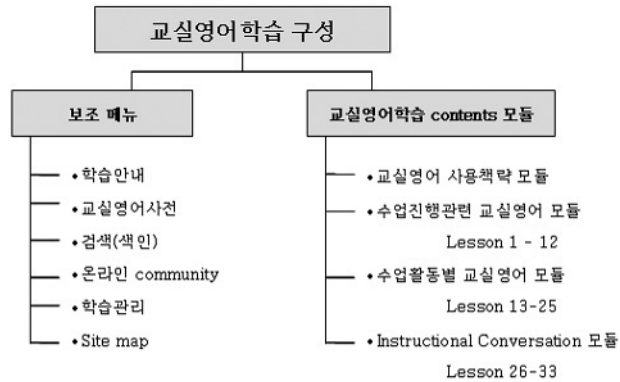 교실영어학습 구성
보조 메뉴
• 학습안내
• 교실영어사전
• 검색(색인)
• 온라인 community
• 학습관리
• Site map
교실영어학습 contents 모듈
• 교실영어 사용책략 모듈
• 수업진행관련 교실영어 모듈
Lesson 1 - 12
• 수업활동별 교실영어 모듈
Lesson 13-25
• Instructional Conversation 모듈
Lesson 26-33